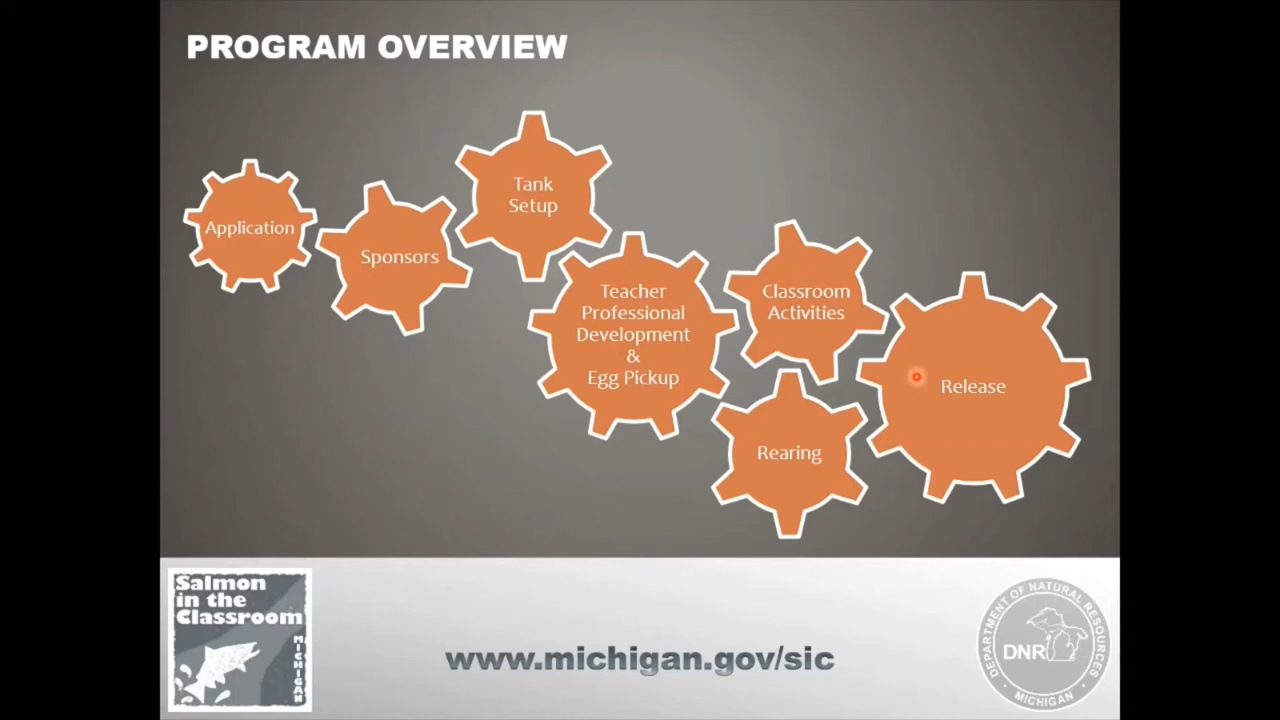 PROGRAM OVERVIEW
Application
Sponsors
Tank
Setup
Teacher
Professional
Development
&
Egg Pickup
Classroom
Activities
Rearing
Release
Salmon
in the
Classroom
MICHIGAN
www.michigan.gov/sic
DEPARTMENT OF NATURAL RESOURCES
DNR
• MICHIGAN •